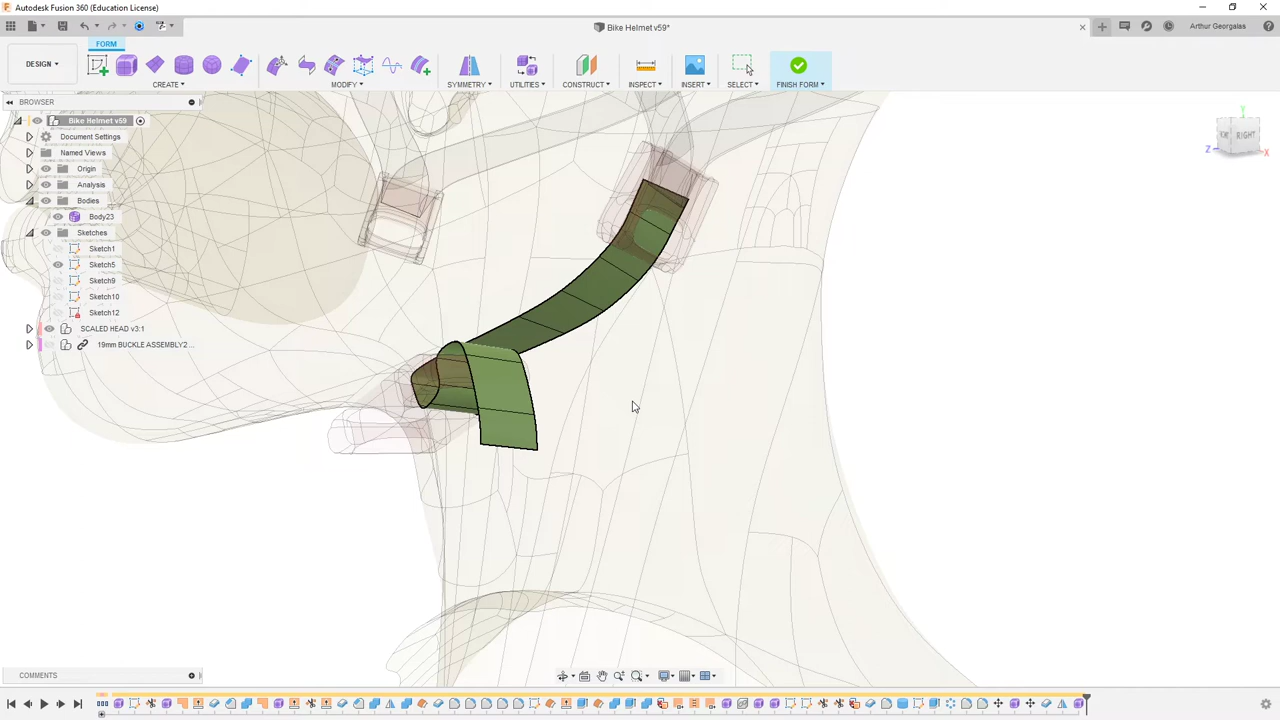 Autodesk Fusion 360 (Education License)
Bike Helmet v59*
Arthur Georgalas
FORM
DESIGN
CREATE
MODIFY
SYMMETRY
UTILITIES
CONSTRUCT
INSPECT
INSERT
SELECT
FINISH FORM
BROWSER
Bike Helmet v59
Document Settings
Named Views
Origin
Analysis
Bodies
Body23
Sketches
Sketch1
Sketch5
Sketch9
Sketch10
Sketch12
SCALED HEAD v3:1
19mm BUCKLE ASSEMBLY2 ...
Y
RIGHT
Z
X
COMMENTS